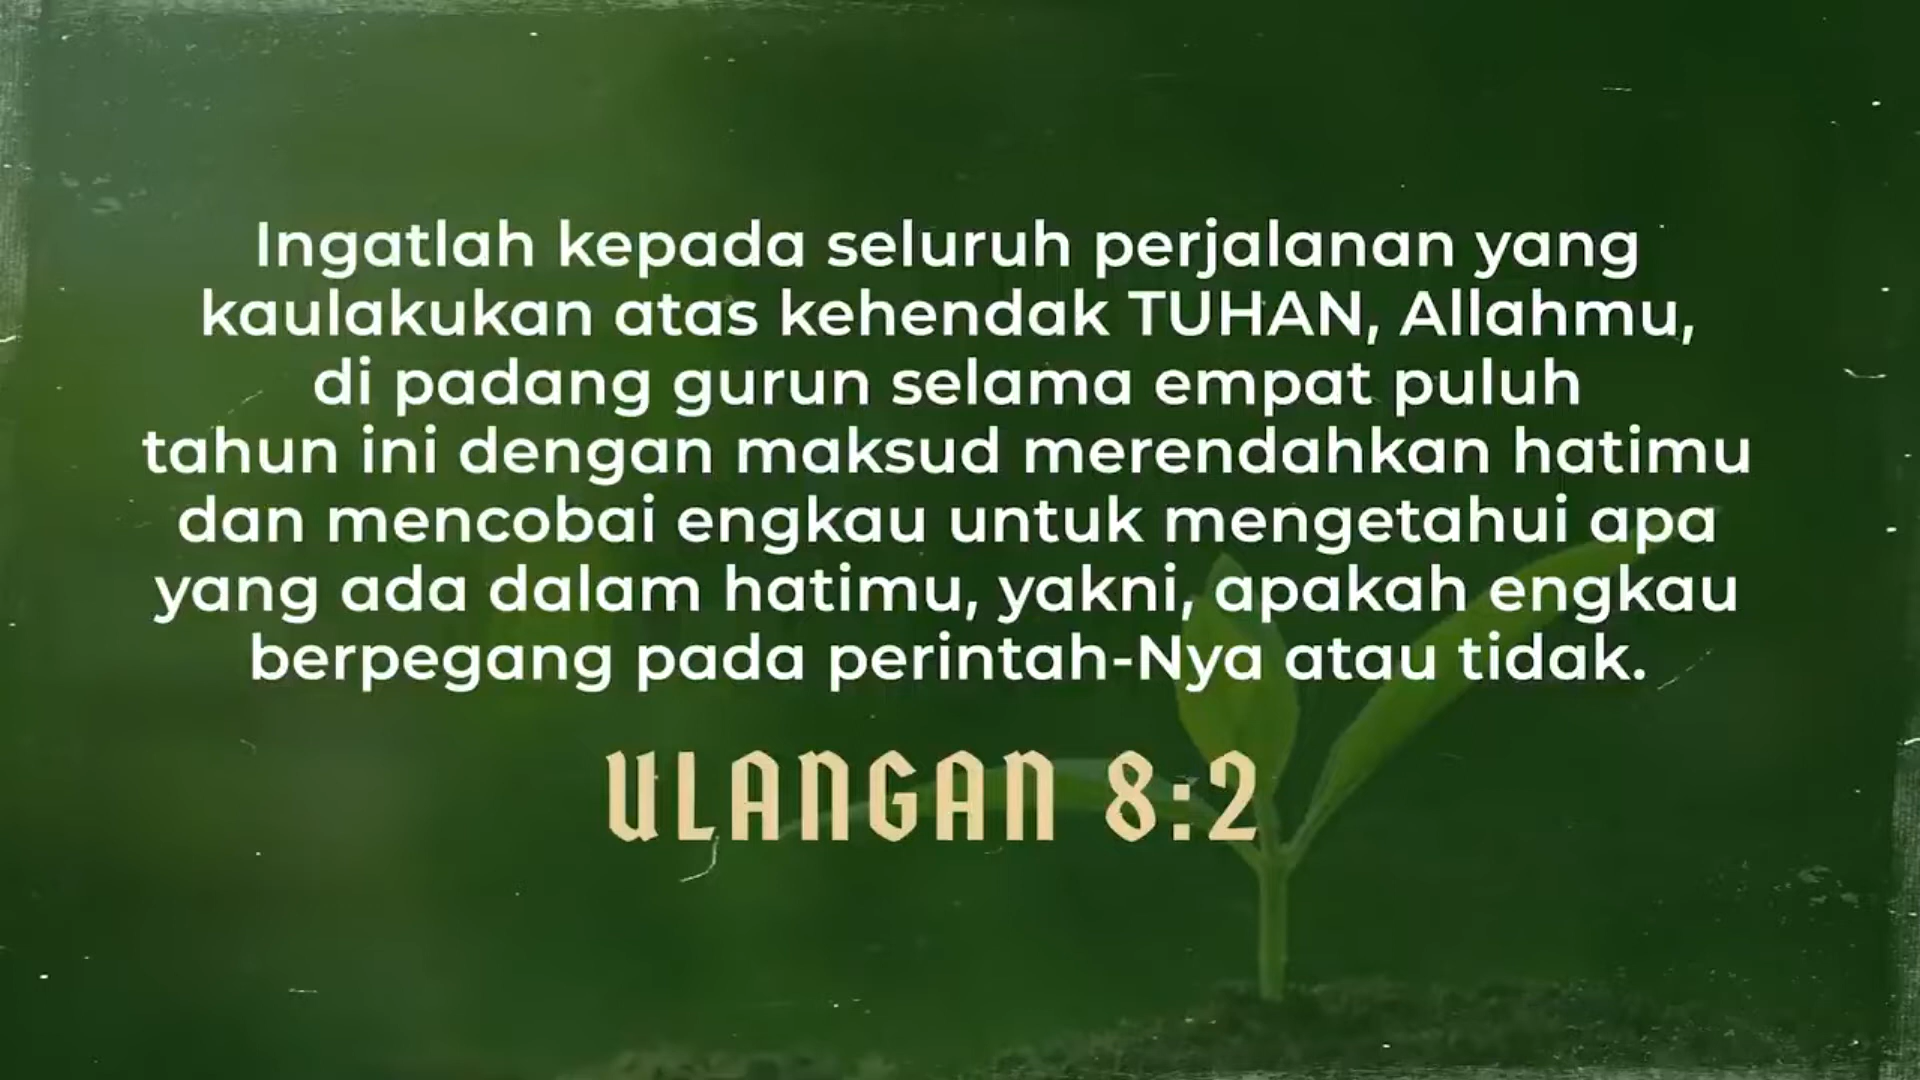 Ingatlah kepada seluruh perjalanan yang
kaulakukan atas kehendak TUHAN, Allahmu,
di padang gurun selama empat puluh
tahun ini dengan maksud merendahkan hatimu
dan mencobai engkau untuk mengetahui apa
yang ada dalam hatimu, yakni, apakah engkau
berpegang pada perintah-Nya atau tidak.
ULANGAN 8:2